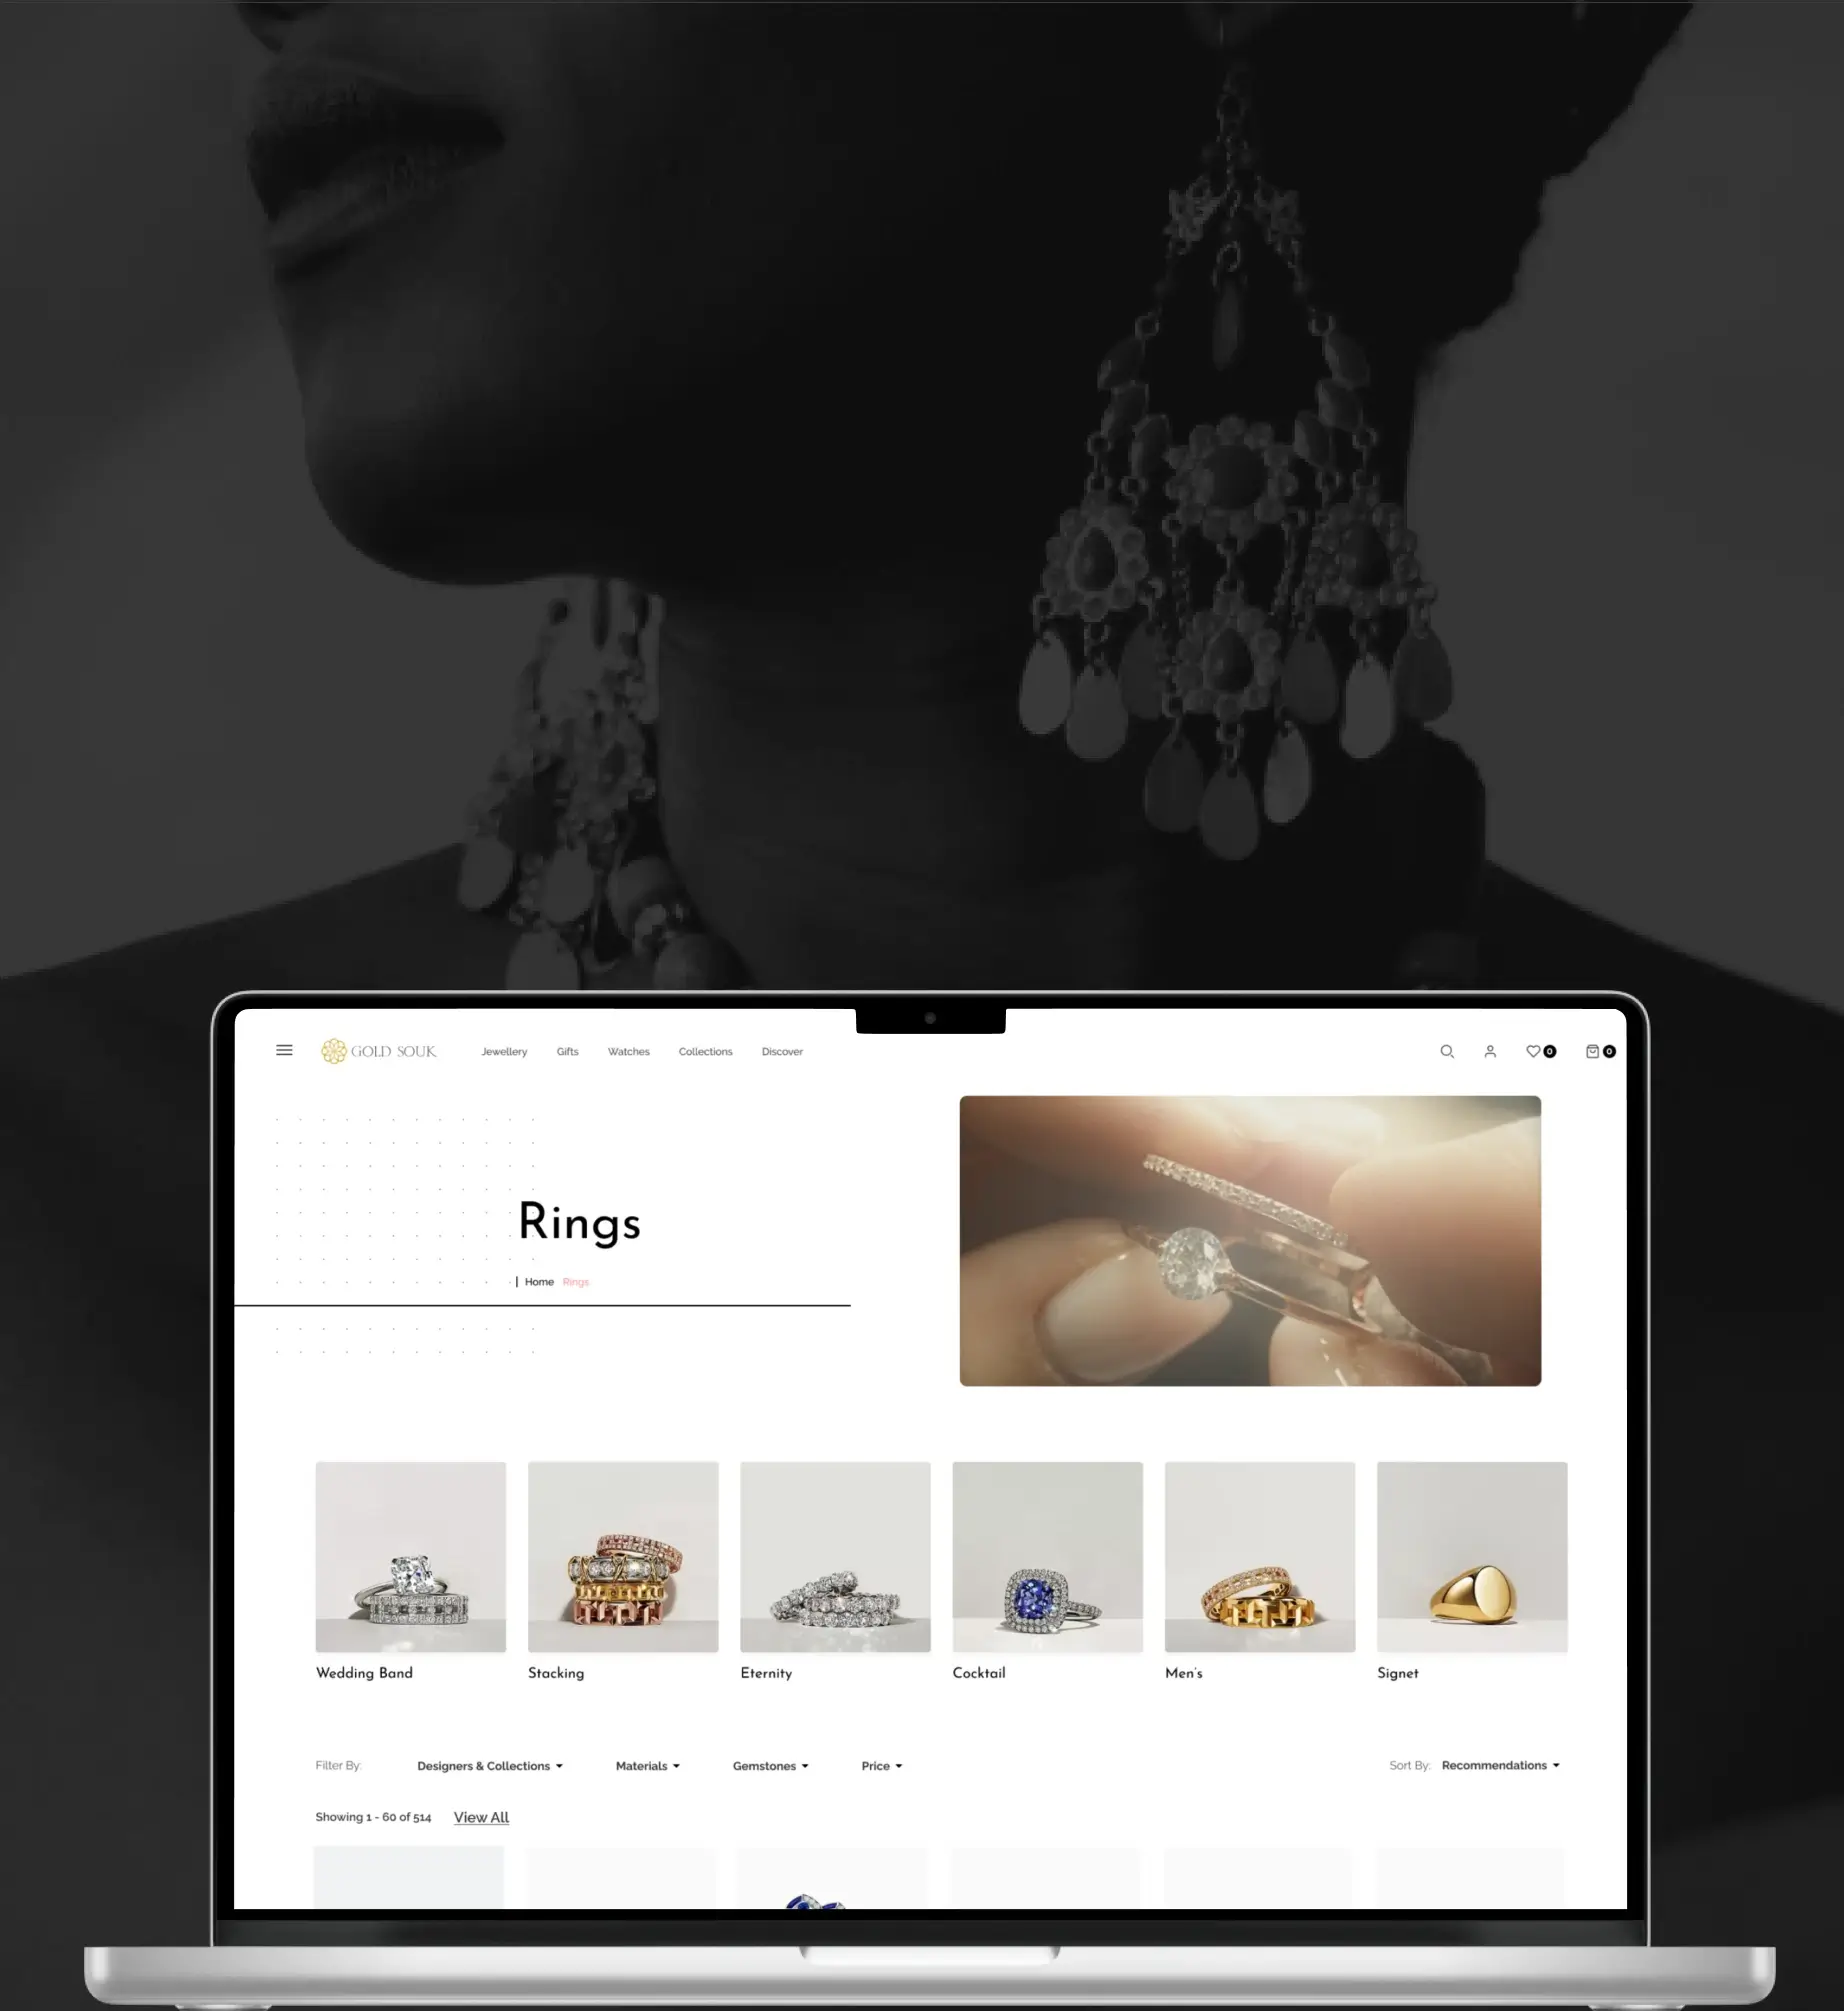 GOLD SOUK Jewellery Gifts Watches Collections Discover 0 0
Rings
Home Rings
Wedding Band Stacking Eternity Cocktail Men's Signet
Filter By: Designers & Collections Materials Gemstones Price Sort By: Recommendations
Showing 1 - 60 of 514 View All